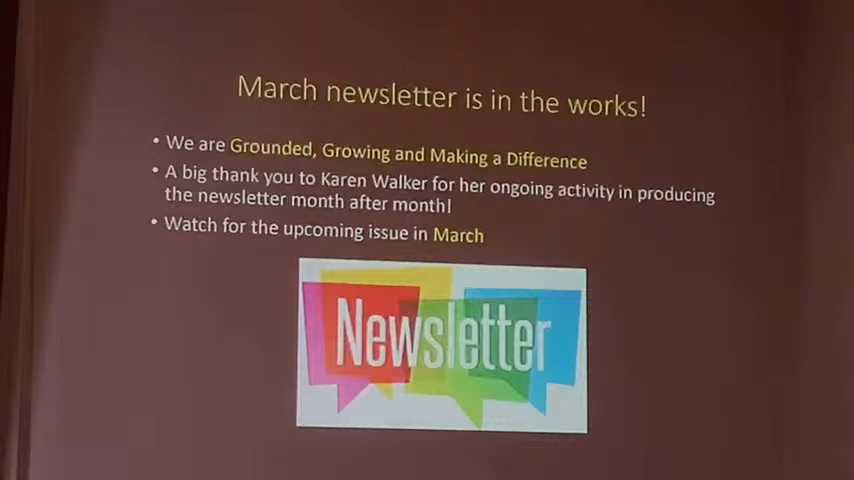 March newsletter is in the works!
• We are Grounded, Growing and Making a Difference
• A big thank you to Karen Walker for her ongoing activity in producing
the newsletter month after month!
• Watch for the upcoming issue in March
Newsletter